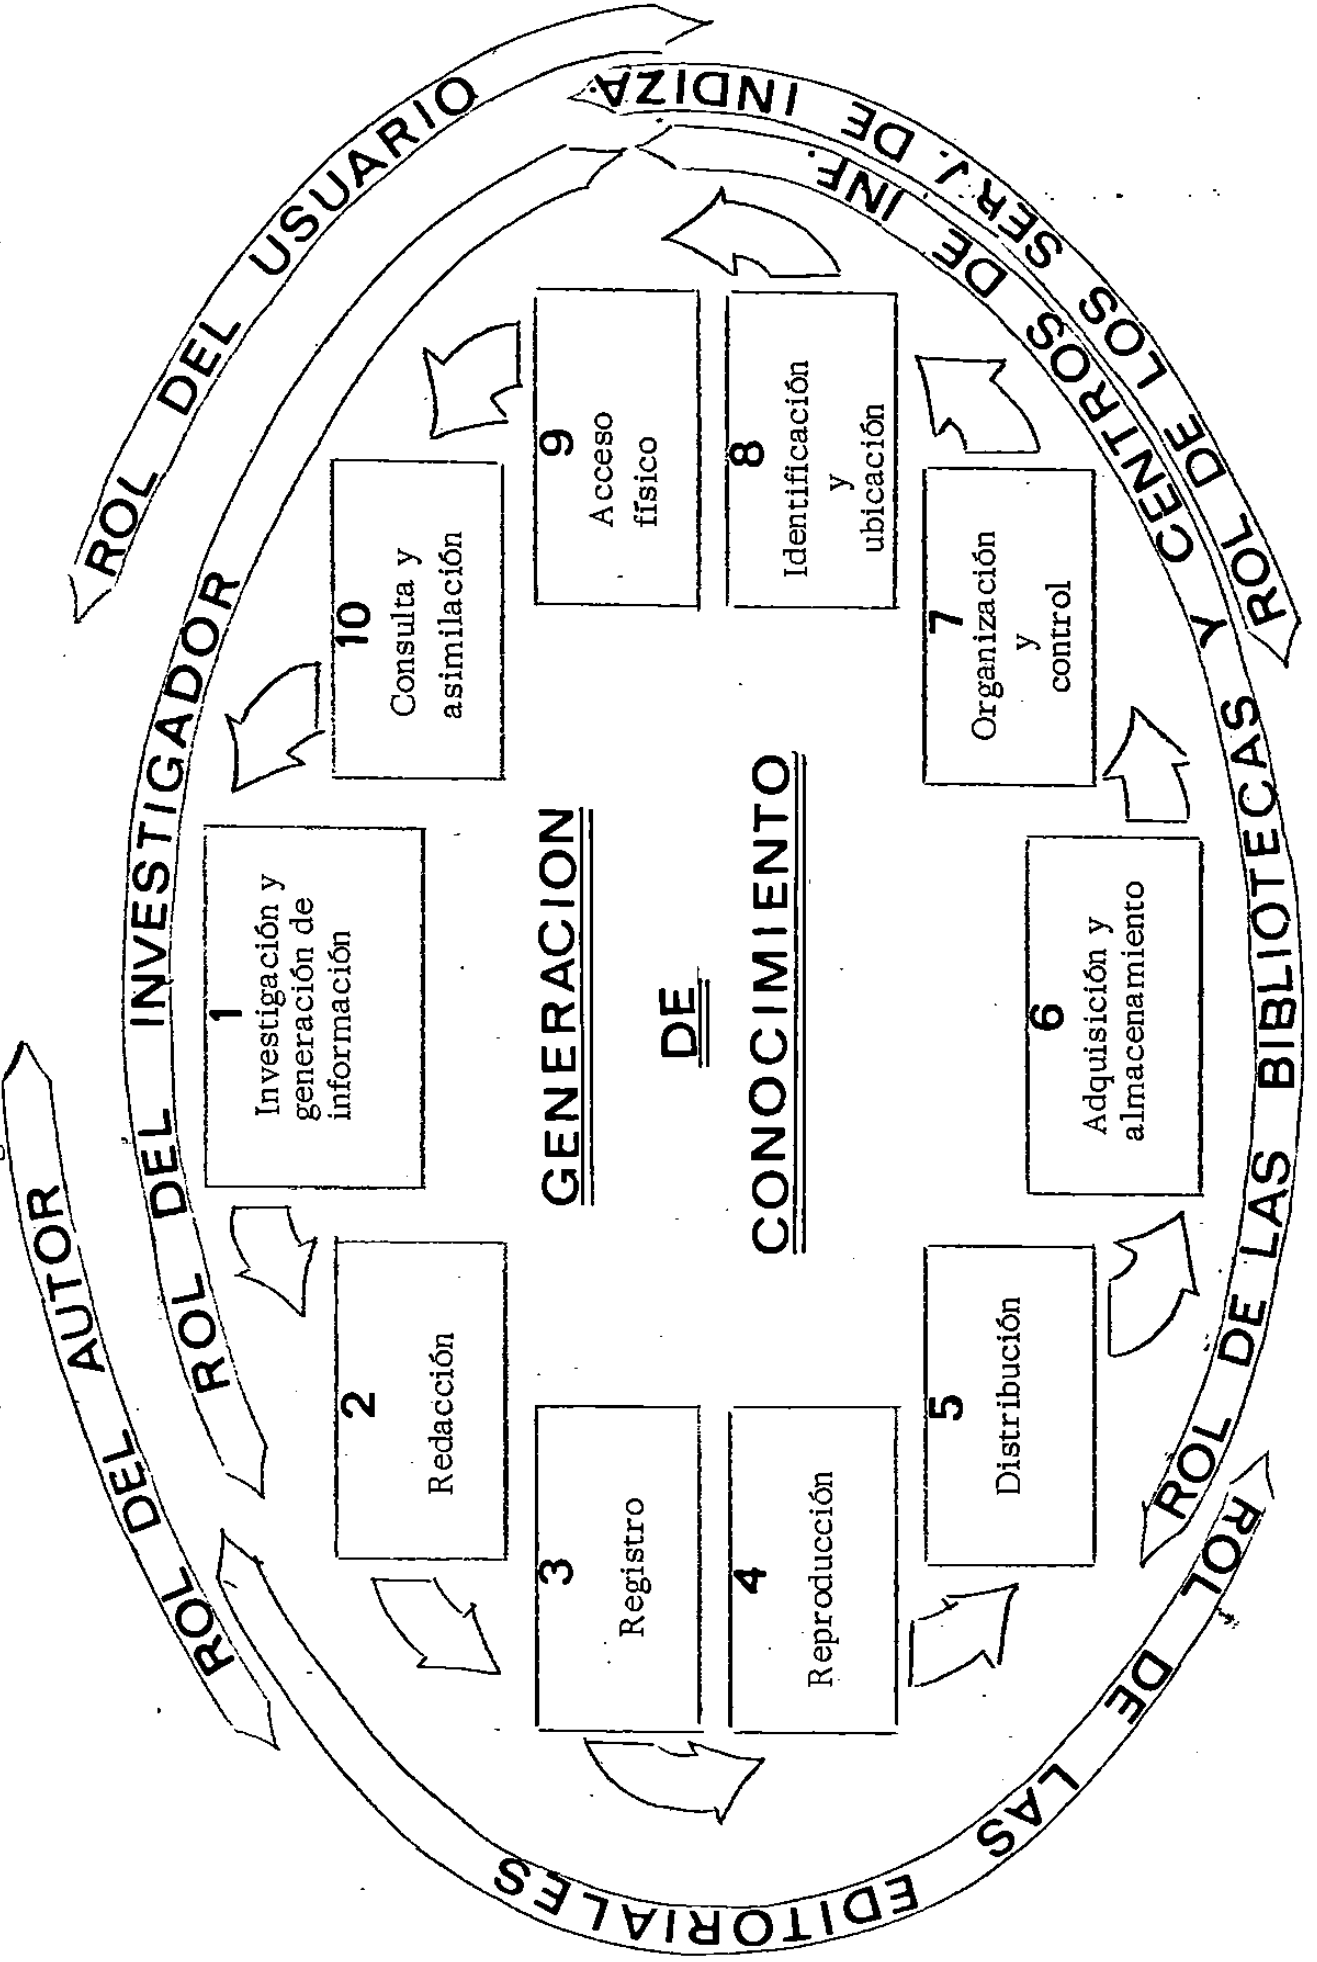 ROL DEL AUTOR
ROL DEL INVESTIGADOR
ROL DEL USUARIO
1
Investigación y
generación de
información
2
Redacción
3
Registro
4
Reproducción
5
Distribución
6
Adquisición y
almacenamiento
7
Organización
y
control
8
Identificación
y
ubicación
9
Acceso
físico
10
Consulta y
asimilación
GENERACION
DE
CONOCIMIENTO
ROL DE LAS EDITORIALES
ROL DE LAS BIBLIOTECAS Y CENTROS DE INF.
ROL DE LOS SERV. DE INDIZA.